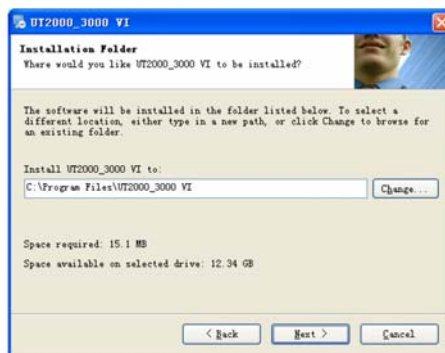 UT2000_3000 VI
Installation Folder
Where would you like UT2000_3000 VI to be installed?
The software will be installed in the folder listed below. To select a
different location, either type in a new path, or click Change to browse for
an existing folder.
Install UT2000_3000 VI to:
C:\Program Files\UT2000_3000 VI
Change...
Space required: 15.1 MB
Space available on selected drive: 12.34 GB
< Back Next > Cancel